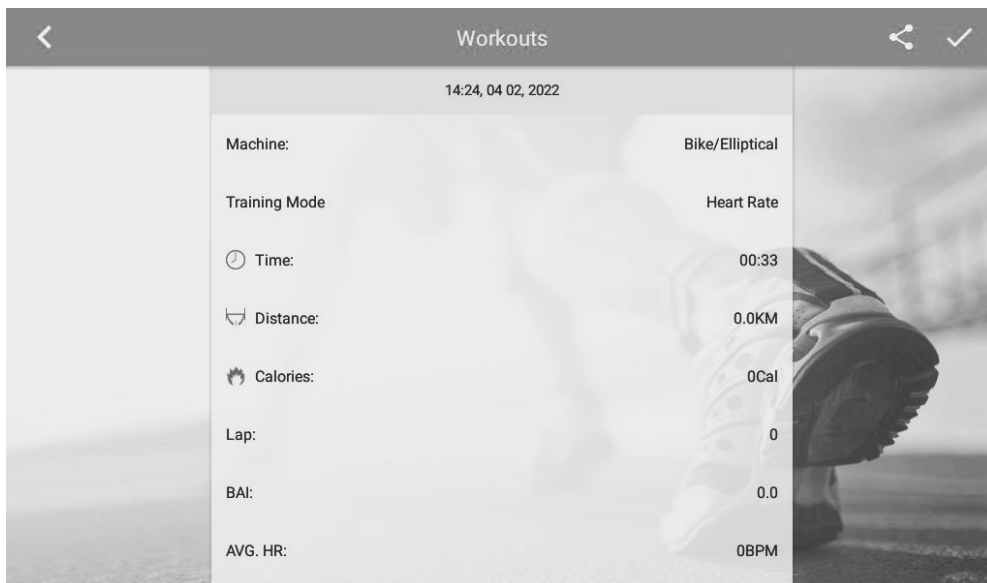 Workouts
14:24, 04 02, 2022
Machine: Bike/Elliptical
Training Mode Heart Rate
Time: 00:33
Distance: 0.0KM
Calories: 0Cal
Lap: 0
BAI: 0.0
AVG. HR: 0BPM